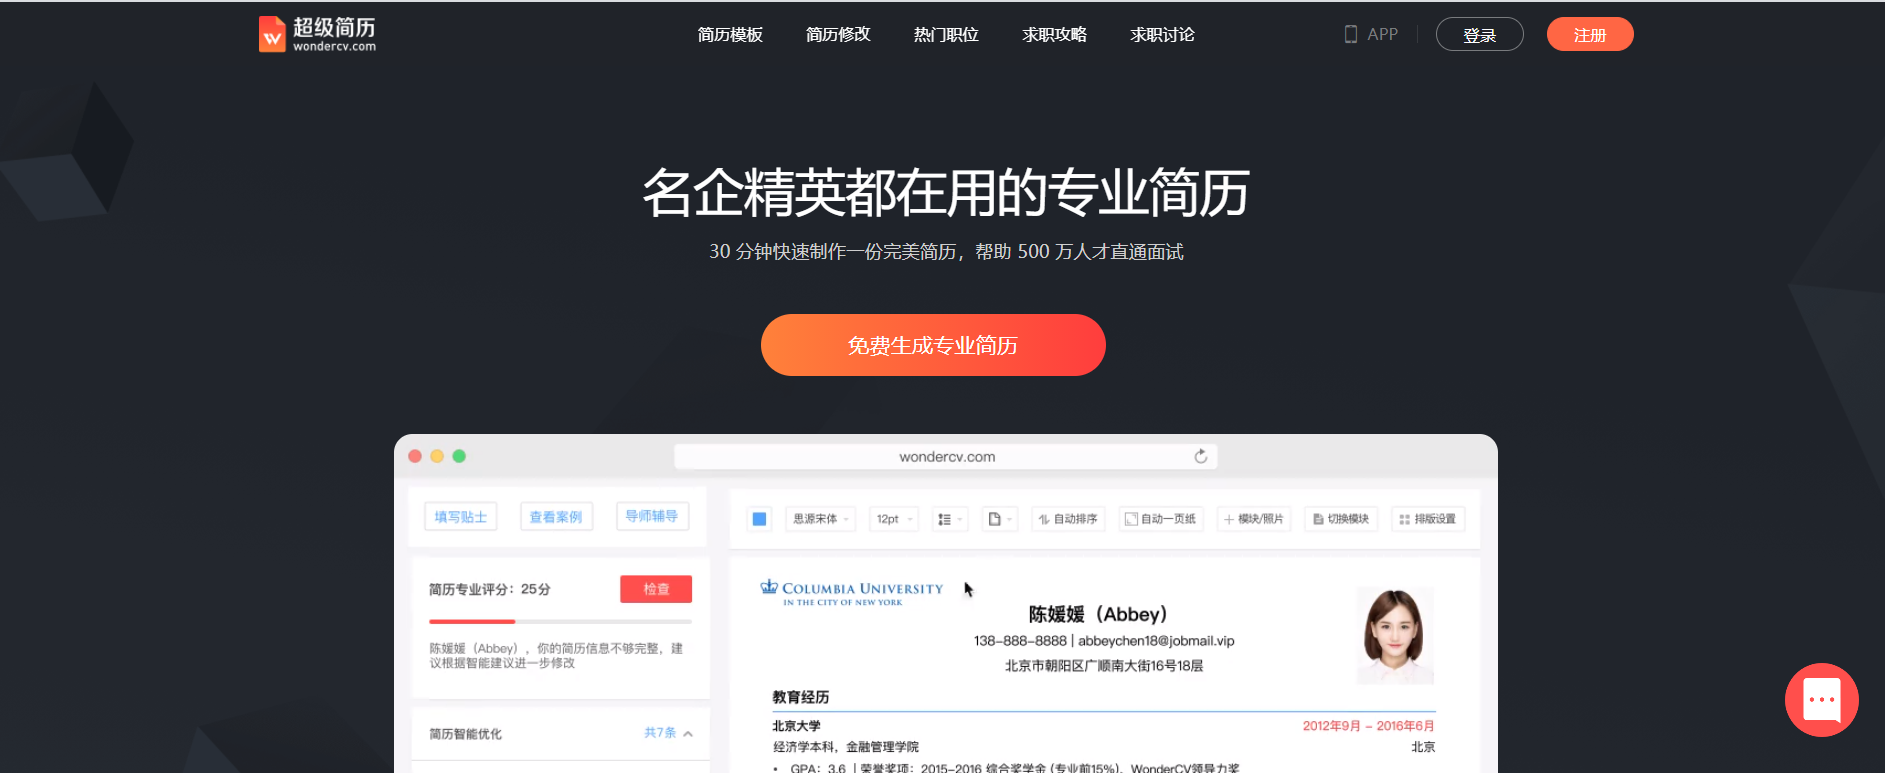 超级简历
wondercv.com
简历模板 简历修改 热门职位 求职攻略 求职讨论
APP 登录 注册
名企精英都在用的专业简历
30 分钟快速制作一份完美简历，帮助 500 万人才直通面试
免费生成专业简历
wondercv.com
填写贴士 查看案例 导师辅导
思源宋体 12pt 自动排序 自动一页纸 模块/照片 切换模块 排版设置
简历专业评分：25分 检查
陈媛媛（Abbey），你的简历信息不够完整，建
议根据智能建议进一步修改
简历智能优化 共7条
COLUMBIA UNIVERSITY
IN THE CITY OF NEW YORK
陈媛媛（Abbey）
138-888-8888 | abbeychen18@jobmail.vip
北京市朝阳区广顺南大街16号18层
教育经历
北京大学 2012年9月 - 2016年6月
经济学本科，金融管理学院 北京
• GPA：3.6 | 荣誉奖项：2015-2016 综合奖学金 (专业前15%)，WonderCV领导力奖